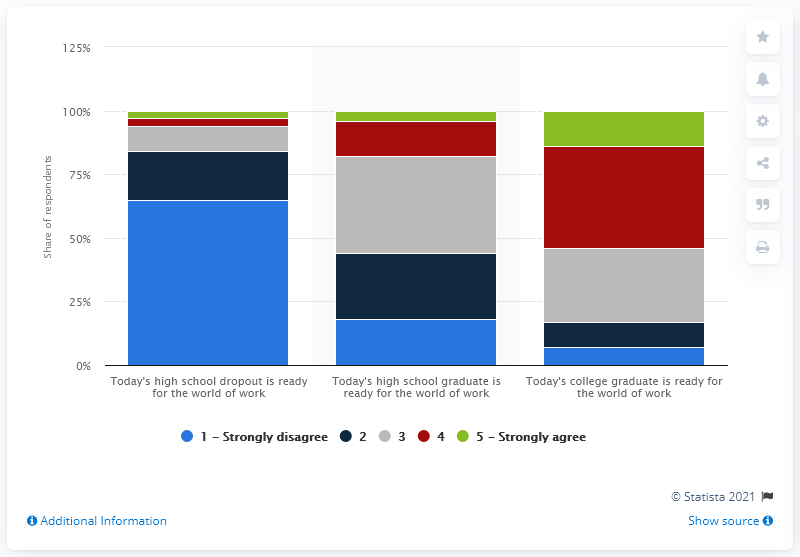 125%
100%
75%
50%
25%
0%
Share of respondents
Today's high school dropout is ready
for the world of work
Today's high school graduate is
ready for the world of work
Today's college graduate is ready for
the world of work
1 – Strongly disagree
2
3
4
5 – Strongly agree
© Statista 2021
Additional Information
Show source